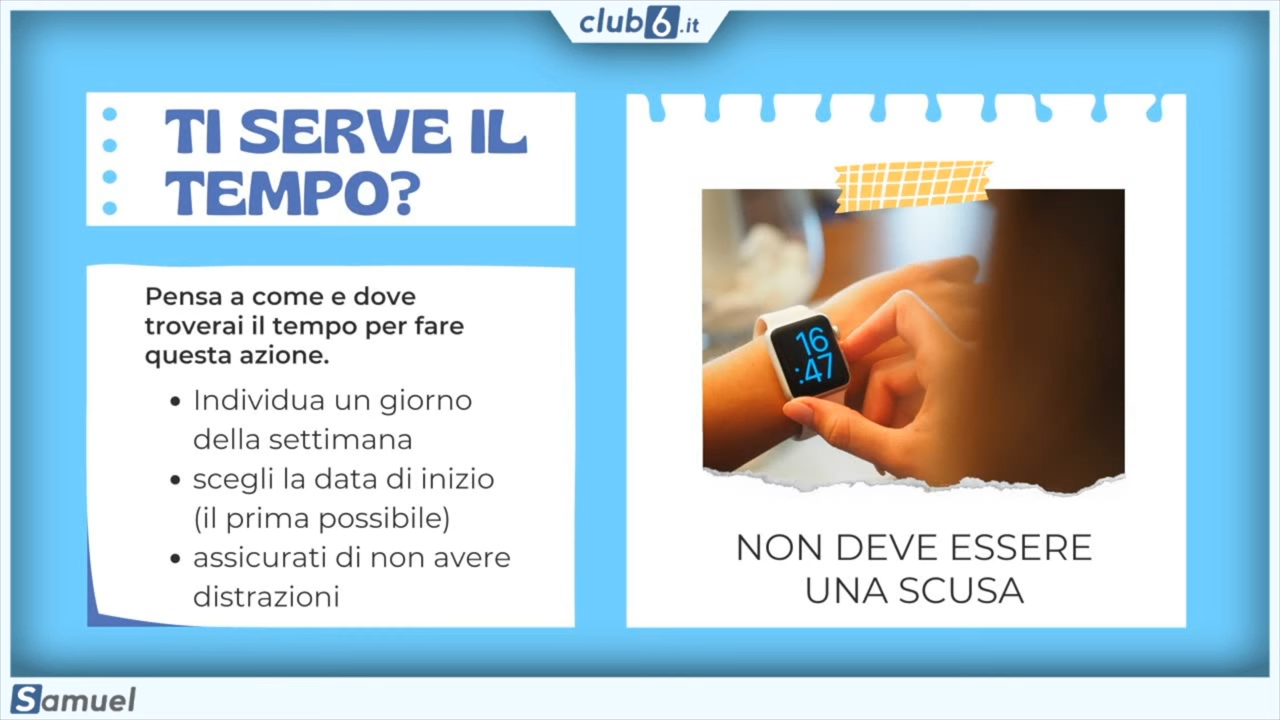 club6.it
TI SERVE IL
TEMPO?
Pensa a come e dove
troverai il tempo per fare
questa azione.
• Individua un giorno
della settimana
• scegli la data di inizio
(il prima possibile)
• assicurati di non avere
distrazioni
16
:47
NON DEVE ESSERE
UNA SCUSA
Samuel